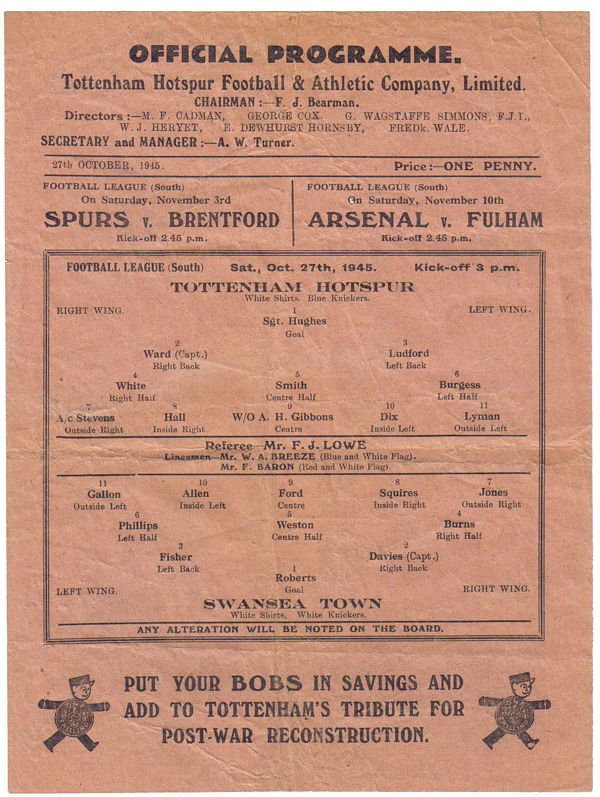 OFFICIAL PROGRAMME.
Tottenham Hotspur Football & Athletic Company, Limited.
CHAIRMAN :—F. J. Bearman.
Directors :—M. F. CADMAN, GEORGE COX. G. WAGSTAFFE SIMMONS, F.J.I.,
W. J. HERYET, E. DEWHURST HORNSBY, FREDk. WALE.
SECRETARY and MANAGER :—A. W. Turner.
27th OCTOBER, 1945. Price :—ONE PENNY.
FOOTBALL LEAGUE (South) FOOTBALL LEAGUE (South)
On Saturday, November 3rd On Saturday, November 10th
SPURS v. BRENTFORD ARSENAL v. FULHAM
Kick-off 2.45 p.m. Kick-off 2.45 p.m.
FOOTBALL LEAGUE (South) Sat., Oct. 27th, 1945. Kick-off 3 p.m.
TOTTENHAM HOTSPUR
White Shirts. Blue Knickers.
RIGHT WING. 1 LEFT WING.
Sgt. Hughes
Goal
2 3
Ward (Capt.) Ludford
Right Back Left Back
4 5 6
White Smith Burgess
Right Half Centre Half Left Half
7 8 9 10 11
A/c Stevens Hall W/O A. H. Gibbons Dix Lyman
Outside Right Inside Right Centre Inside Left Outside Left
Referee—Mr. F. J. LOWE
Linesmen—Mr. W. A. BREEZE (Blue and White Flag).
Mr. F. BARON (Red and White Flag).
11 10 9 8 7
Gallon Allen Ford Squires Jones
Outside Left Inside Left Centre Inside Right Outside Right
6 5 4
Phillips Weston Burns
Left Half Centre Half Right Half
3 2
Fisher Davies (Capt.)
Left Back Right Back
1
Roberts
LEFT WING. Goal RIGHT WING.
SWANSEA TOWN
White Shirts, White Knickers.
ANY ALTERATION WILL BE NOTED ON THE BOARD.
PUT YOUR BOBS IN SAVINGS AND
ADD TO TOTTENHAM'S TRIBUTE FOR
POST-WAR RECONSTRUCTION.